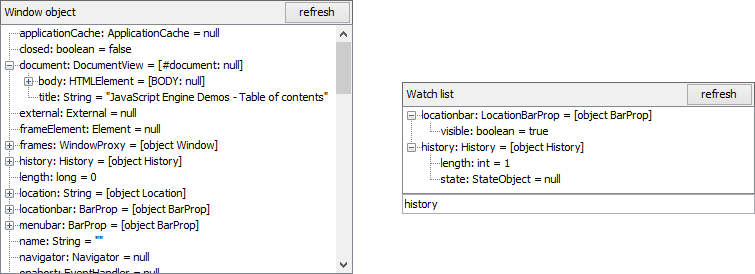 Window object
refresh
applicationCache: ApplicationCache = null
closed: boolean = false
document: DocumentView = [#document: null]
body: HTMLElement = [BODY: null]
title: String = "JavaScript Engine Demos - Table of contents"
external: External = null
frameElement: Element = null
frames: WindowProxy = [object Window]
history: History = [object History]
length: long = 0
location: String = [object Location]
locationbar: BarProp = [object BarProp]
menubar: BarProp = [object BarProp]
name: String = ""
navigator: Navigator = null
onabort: EventHandler = null
Watch list
refresh
locationbar: LocationBarProp = [object BarProp]
visible: boolean = true
history: History = [object History]
length: int = 1
state: StateObject = null
history